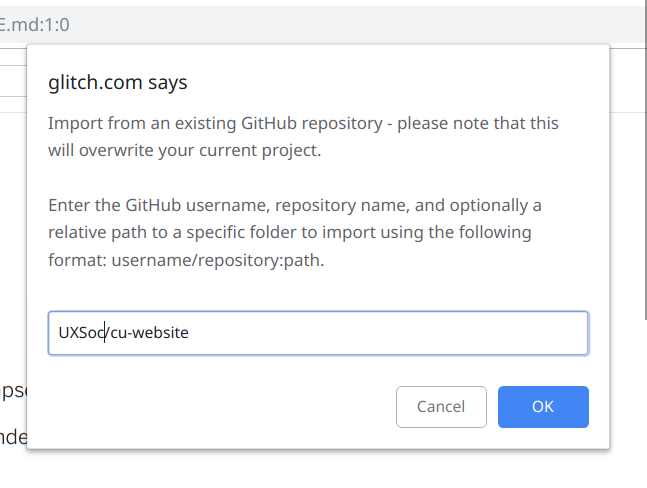 E.md:1:0
glitch.com says
Import from an existing GitHub repository - please note that this
will overwrite your current project.
Enter the GitHub username, repository name, and optionally a
relative path to a specific folder to import using the following
format: username/repository:path.
UXSoc/cu-website
Cancel OK